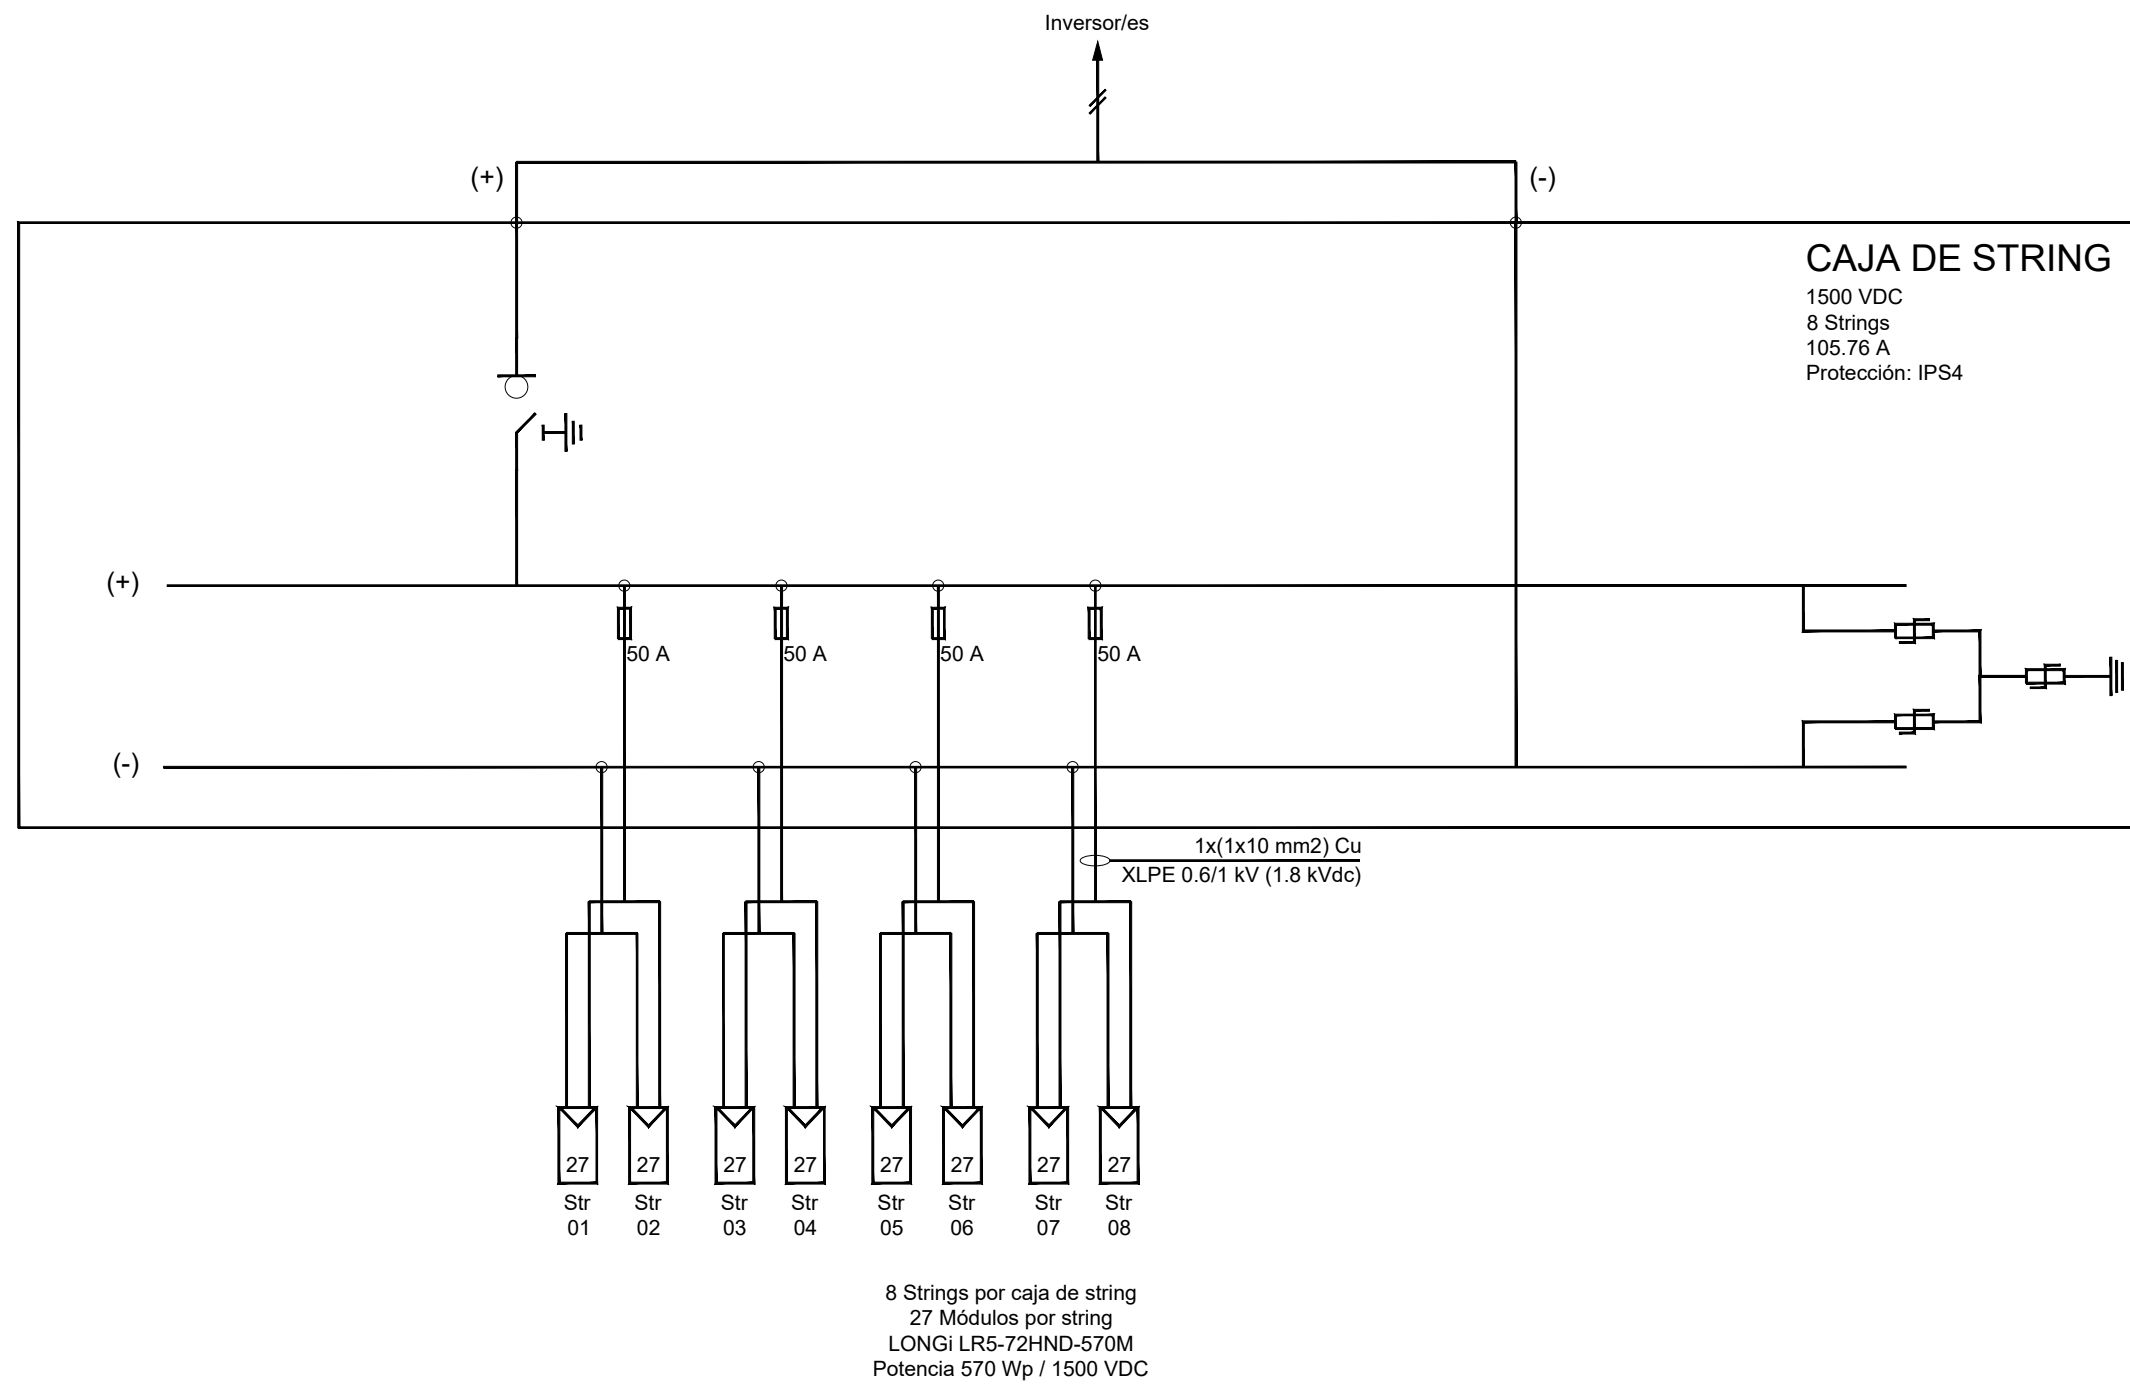 Inversor/es
(+)
(-)
CAJA DE STRING
1500 VDC
8 Strings
105.76 A
Protección: IPS4
(+)
50 A
50 A
50 A
50 A
(-)
1x(1x10 mm2) Cu
XLPE 0.6/1 kV (1.8 kVdc)
27
27
27
27
27
27
27
27
Str
01
Str
02
Str
03
Str
04
Str
05
Str
06
Str
07
Str
08
8 Strings por caja de string
27 Módulos por string
LONGi LR5-72HND-570M
Potencia 570 Wp / 1500 VDC